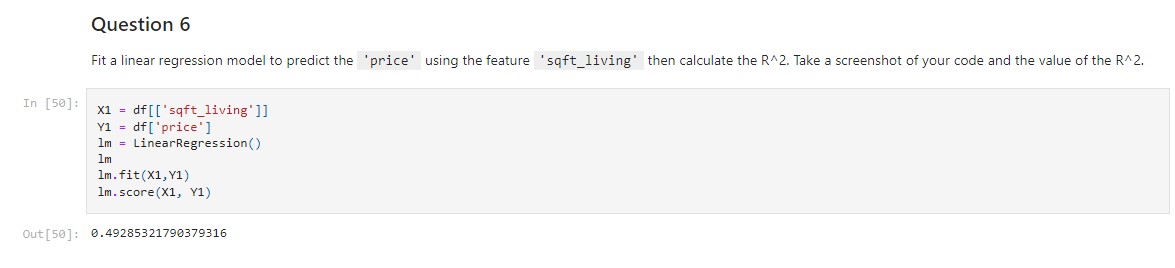 Question 6
Fit a linear regression model to predict the 'price' using the feature 'sqft_living' then calculate the R^2. Take a screenshot of your code and the value of the R^2.
In [50]:
X1 = df[['sqft_living']]
Y1 = df['price']
lm = LinearRegression()
lm
lm.fit(X1,Y1)
lm.score(X1, Y1)
Out[50]: 0.49285321790379316